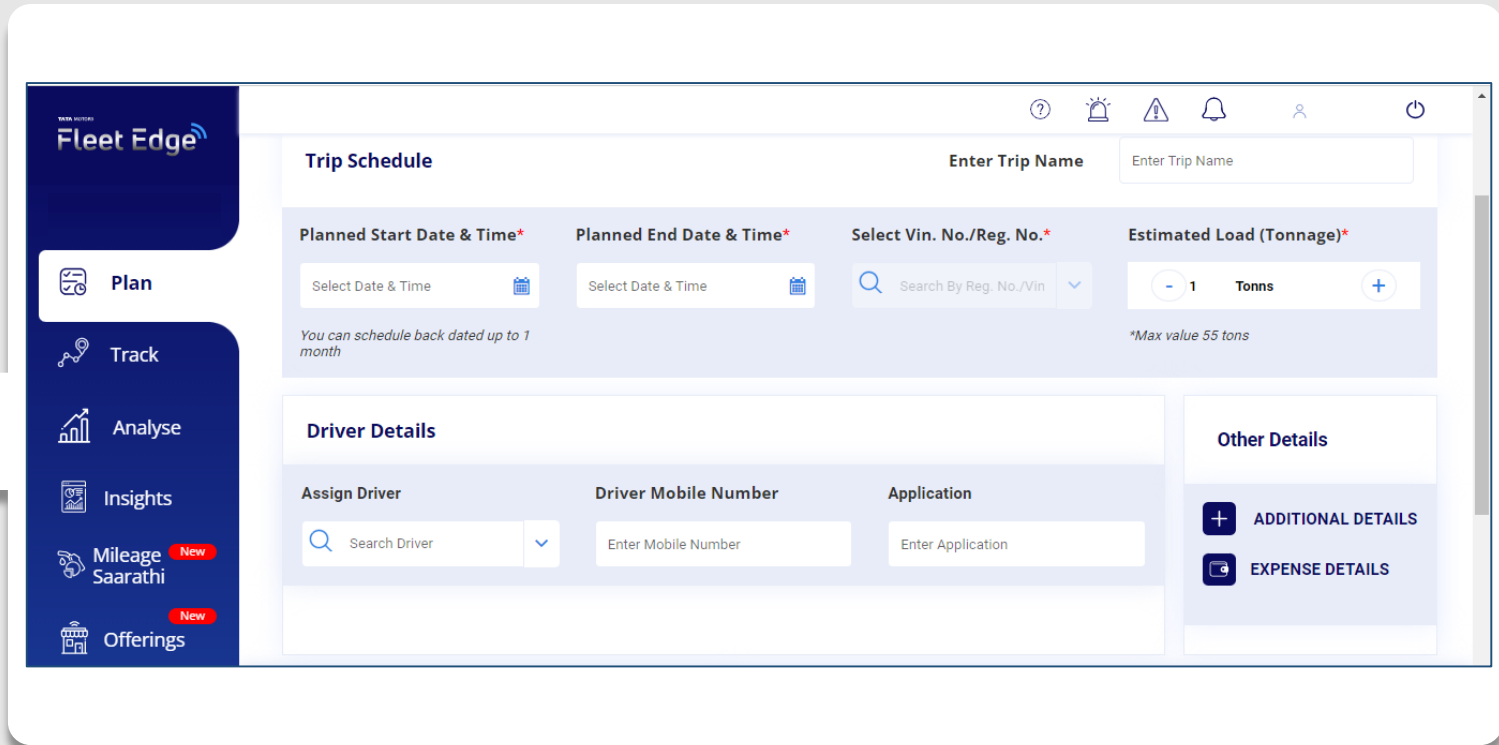 TATA MOTORS
Fleet Edge
Plan
Track
Analyse
Insights
Mileage New
Saarathi
New
Offerings
Trip Schedule Enter Trip Name Enter Trip Name
Planned Start Date & Time* Planned End Date & Time* Select Vin. No./Reg. No.* Estimated Load (Tonnage)*
Select Date & Time Select Date & Time Search By Reg. No./Vin - 1 Tonns +
You can schedule back dated up to 1 *Max value 55 tons
month
Driver Details
Assign Driver Driver Mobile Number Application
Search Driver Enter Mobile Number Enter Application
Other Details
ADDITIONAL DETAILS
EXPENSE DETAILS